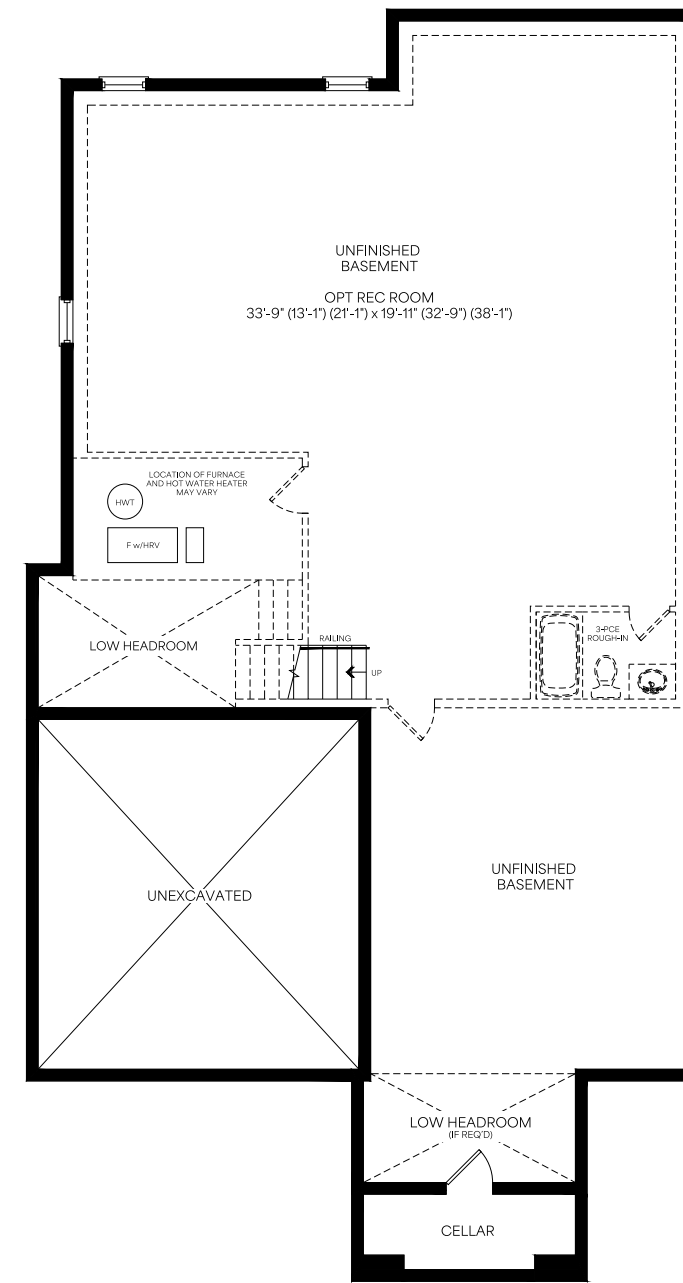 UNFINISHED
BASEMENT
OPT REC ROOM
33'-9" (13'-1") (21'-1") x 19'-11" (32'-9") (38'-1")
LOCATION OF FURNACE
AND HOT WATER HEATER
MAY VARY
HWT
F w/HRV
LOW HEADROOM
RAILING
UP
3-PCE
ROUGH-IN
UNEXCAVATED
UNFINISHED
BASEMENT
LOW HEADROOM
(IF REQ'D)
CELLAR